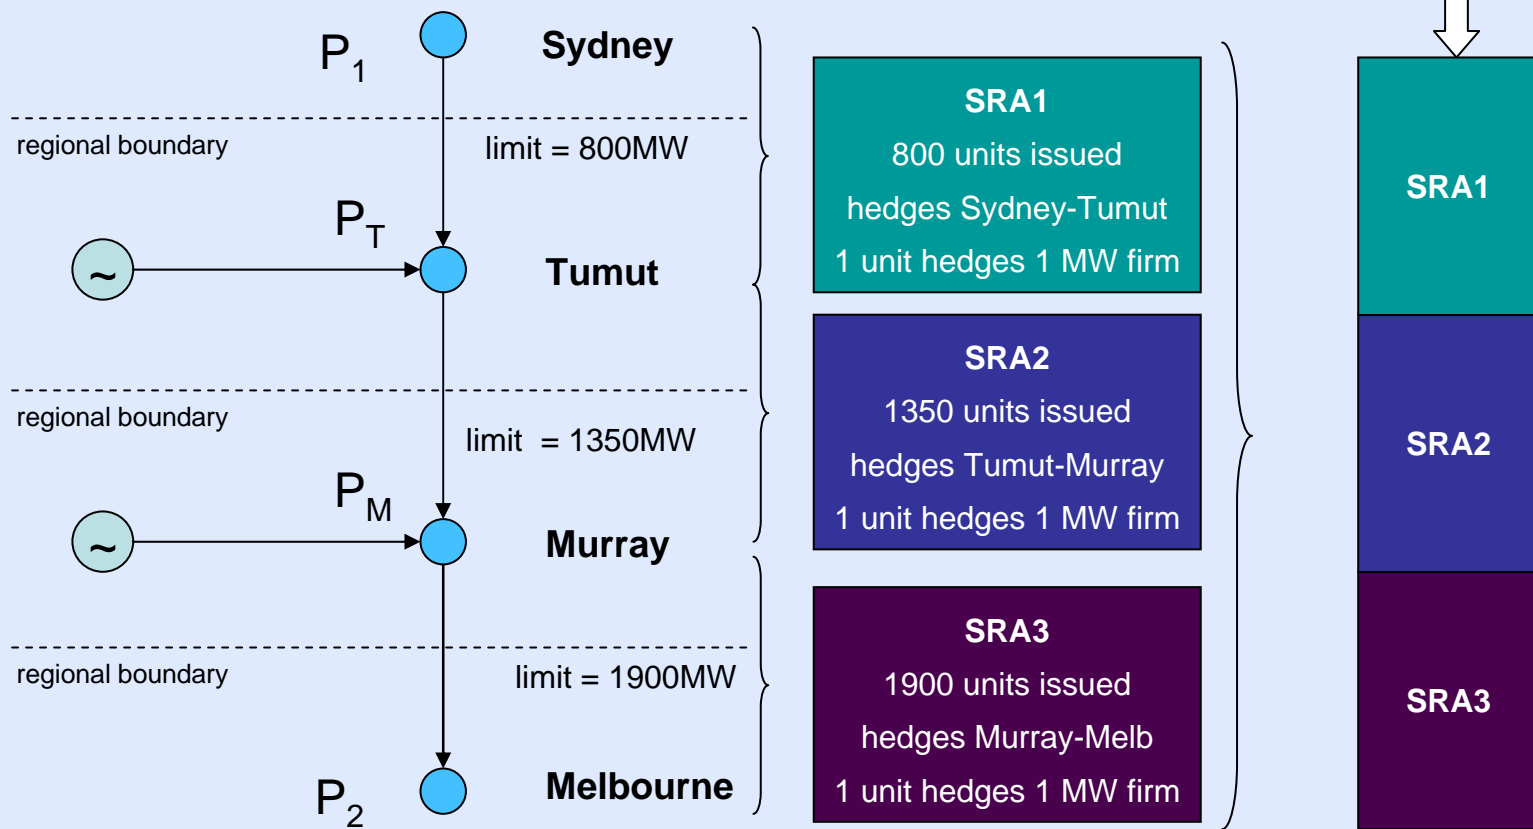 P1
Sydney
regional boundary
limit = 800MW
PT
~
Tumut
regional boundary
limit = 1350MW
PM
~
Murray
regional boundary
limit = 1900MW
P2
Melbourne
SRA1
800 units issued
hedges Sydney-Tumut
1 unit hedges 1 MW firm
SRA2
1350 units issued
hedges Tumut-Murray
1 unit hedges 1 MW firm
SRA3
1900 units issued
hedges Murray-Melb
1 unit hedges 1 MW firm
SRA1
SRA2
SRA3